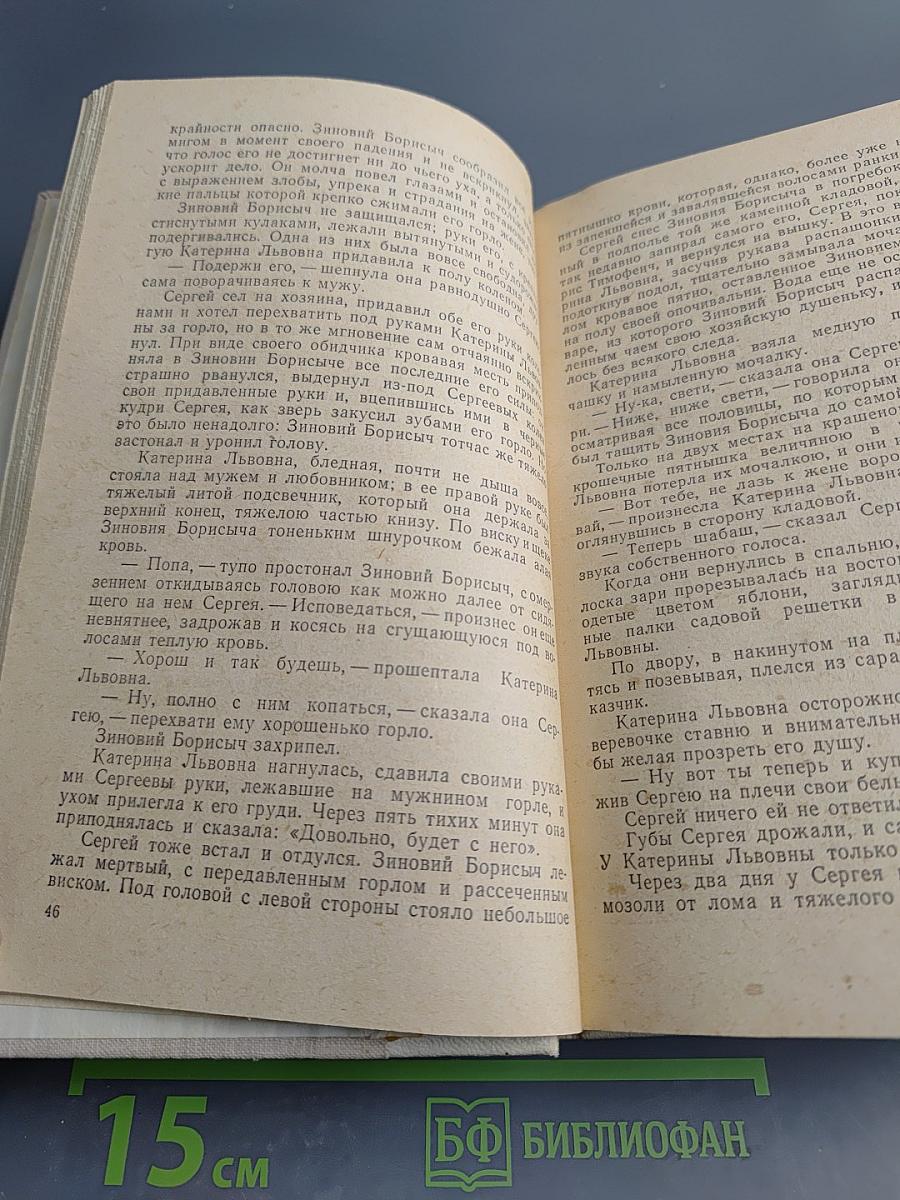 крайности опасно. Зиновий Борисыч сообразил
мигом в момент своего падения и не вскрикнул,
что голос его не достигнет ни до чьего уха, а
ускорит дело. Он молча повел глазами и остановил
с выражением злобы, упрека и страдания на жене,
кие пальцы которой крепко сжимали его горло.
Зиновий Борисыч не защищался; руки его, с
стиснутыми кулаками, лежали вытянутыми и судорожно
подергивались. Одна из них была вовсе свободна,
гую Катерина Львовна придавила к полу коленом.
— Подержи его, — шепнула она равнодушно
сама поворачиваясь к мужу.
Сергей сел на хозяина, придавил обе его руки
нами и хотел перехватить под руками Катерины
ны за горло, но в то же мгновение сам отчаянно
нул. При виде своего обидчика кровавая месть
няла в Зиновии Борисыче все последние его силы:
страшно рванулся, выдернул из-под Сергеевых
свои придавленные руки и, вцепившись ими в
кудри Сергея, как зверь закусил зубами его горло.
это было ненадолго: Зиновий Борисыч тотчас же тяжело
застонал и уронил голову.
Катерина Львовна, бледная, почти не дыша вовсе,
стояла над мужем и любовником; в ее правой руке был
тяжелый литой подсвечник, который она держала за
верхний конец, тяжелою частью книзу. По виску и щеке
Зиновия Борисыча тоненьким шнурочком бежала алая
кровь.
— Попа, — тупо простонал Зиновий Борисыч, с омер-
зением откидываясь головою как можно далее от сидя-
щего на нем Сергея. — Исповедаться, — произнес он еще
невнятнее, задрожав и косясь на сгущающуюся под во-
лосами теплую кровь.
— Хорош и так будешь, — прошептала Катерина
Львовна.
— Ну, полно с ним копаться, — сказала она Сер-
гею, — перехвати ему хорошенько горло.
Зиновий Борисыч захрипел.
Катерина Львовна нагнулась, сдавила своими рука-
ми Сергеевы руки, лежавшие на мужнином горле, и
ухом прилегла к его груди. Через пять тихих минут она
приподнялась и сказала: «Довольно, будет с него».
Сергей тоже встал и отдулся. Зиновий Борисыч ле-
жал мертвый, с передавленным горлом и рассеченным
виском. Под головой с левой стороны стояло небольшое
46
пятнышко крови, которая, однако, более уже
из запекшейся и завалявшейся волосами ранки
Сергей снес Зиновия Борисыча в погребок,
ный в подполье той же каменной кладовой,
так недавно запирал самого его, Сергея,
рис Тимофеич, и вернулся на вышку. В это
рина Львовна, засучив рукава распашонки
подоткнув подол, тщательно замывала
лом кровавое пятно, оставленное Зиновием
на полу своей опочивальни. Вода еще не
варе, из которого Зиновий Борисыч
ленным чаем свою хозяйскую душеньку, и
лось без всякого следа.
Катерина Львовна взяла медную
чашку и намыленную мочалку.
— Ну-ка, свети, — сказала она
ри. — Ниже, ниже свети, — говорила
осматривая все половицы, по которым
был тащить Зиновия Борисыча до самой
Только на двух местах на
крошечные пятнышка величиною в
Львовна потерла их мочалкой, и они
— Вот тебе, не лазь к жене
вай, — произнесла Катерина Львовна,
оглянувшись в сторону кладовой.
— Теперь шабаш, — сказал
звука собственного голоса.
Когда они вернулись в спальню,
лоска зари прорезывалась на
одетые цветом яблони,
ные палки садовой решетки в
Львовны.
По двору, в накинутом на
тясь и позевывая, плелся из
казчик.
Катерина Львовна
веревочке ставню и
бы желая прозреть его душу.
— Ну вот ты теперь и
жив Сергею на плечи свои
Сергей ничего ей не
Губы Сергея дрожали, и
У Катерины Львовны только
Через два дня у Сергея
мозоли от лома и тяжелого
15 см
БФ БИБЛИОФАН